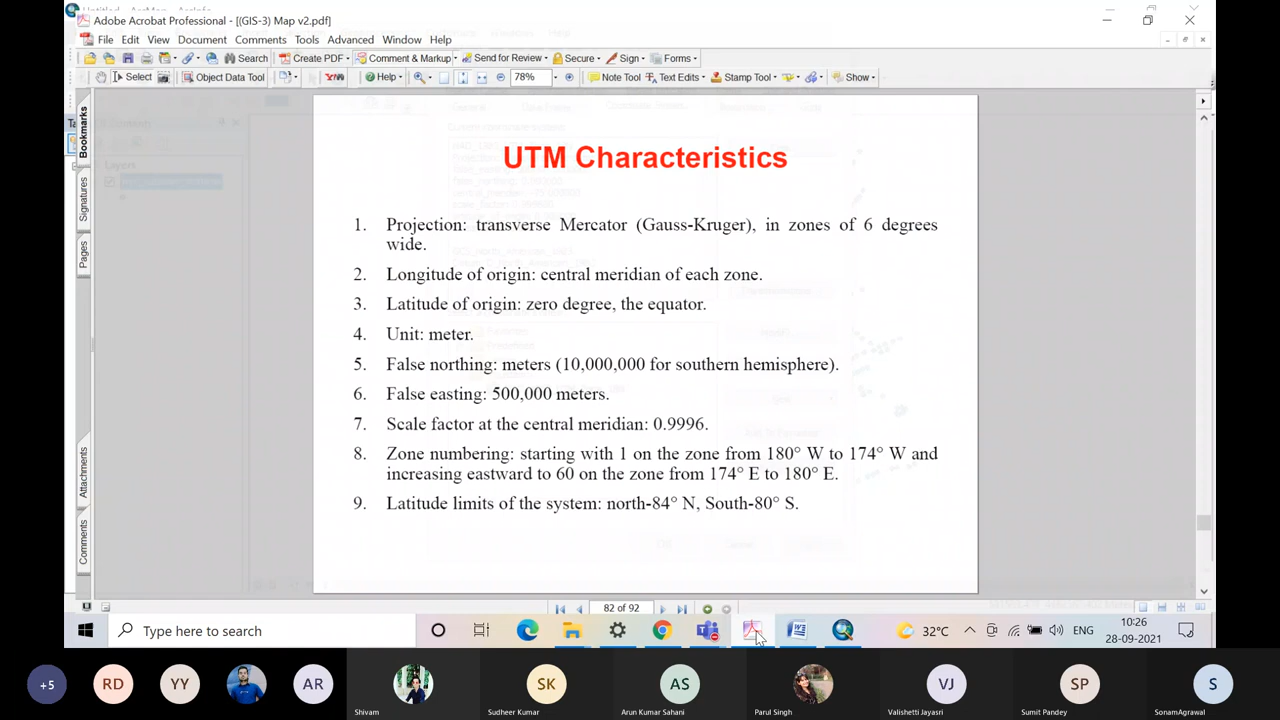 Adobe Acrobat Professional - [(GIS-3) Map v2.pdf]
File Edit View Document Comments Tools Advanced Window Help
Search Create PDF Comment & Markup Send for Review Secure Sign Forms
Select Object Data Tool Help 78% Note Tool Text Edits Stamp Tool Show
Bookmarks
Signatures
Pages
Attachments
Comments
Layers
UTM Characteristics
1. Projection: transverse Mercator (Gauss-Kruger), in zones of 6 degrees
wide.
2. Longitude of origin: central meridian of each zone.
3. Latitude of origin: zero degree, the equator.
4. Unit: meter.
5. False northing: meters (10,000,000 for southern hemisphere).
6. False easting: 500,000 meters.
7. Scale factor at the central meridian: 0.9996.
8. Zone numbering: starting with 1 on the zone from 180° W to 174° W and
increasing eastward to 60 on the zone from 174° E to 180° E.
9. Latitude limits of the system: north-84° N, South-80° S.
82 of 92
Type here to search
32°C
ENG
10:26
28-09-2021
+5 RD YY AR SK AS VJ SP S
Shivam Sudheer Kumar Arun Kumar Sahani Parul Singh Valishetti Jayasri Sumit Pandey SonamAgrawal